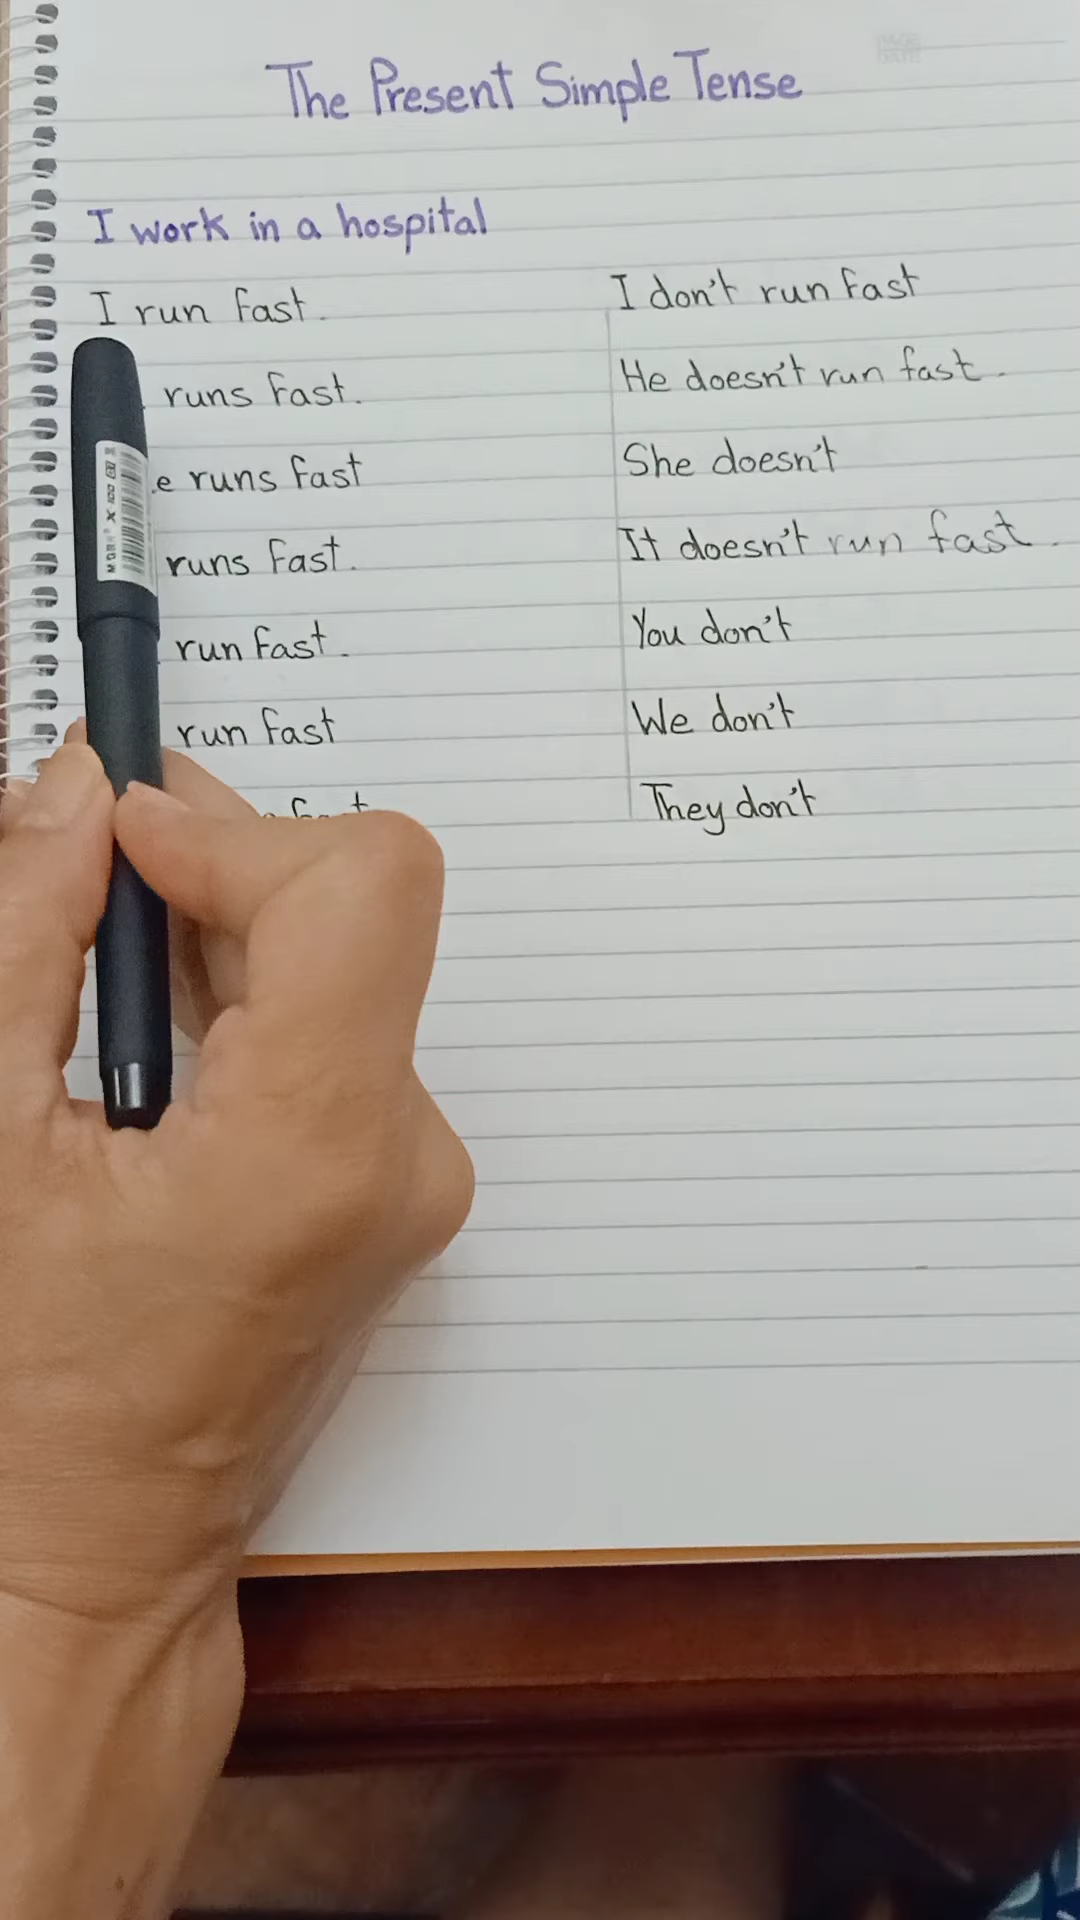 The Present Simple Tense
I work in a hospital
I run fast.
I don't run fast
runs fast.
He doesn't run fast.
runs fast
She doesn't
runs fast.
It doesn't run fast.
run fast.
You don't
run fast
We don't
They don't